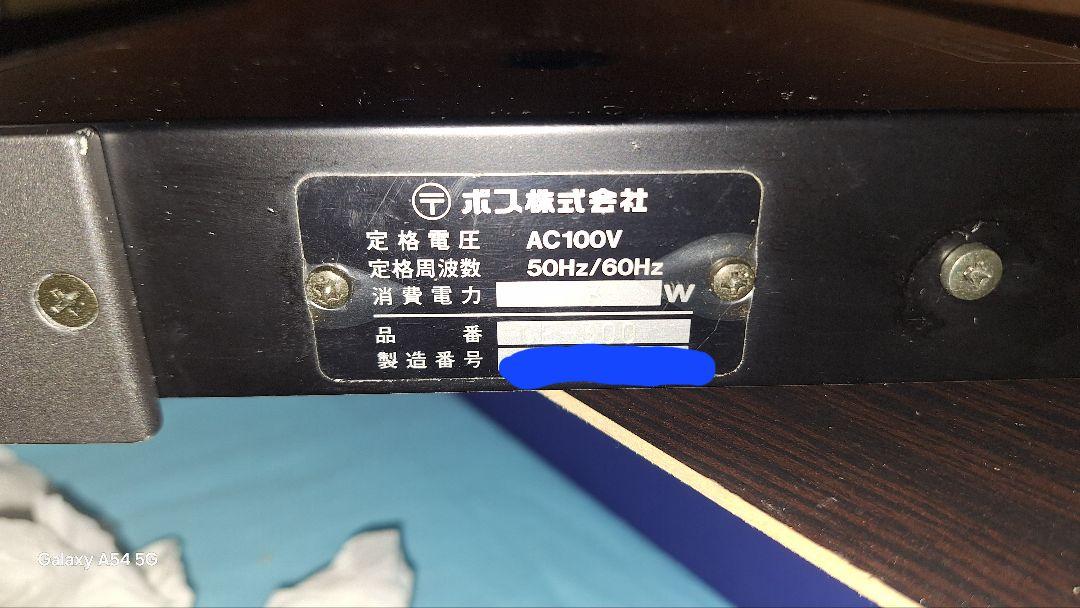 〒 ボス株式会社
定格電圧 AC100V
定格周波数 50Hz/60Hz
消費電力 W
品番
製造番号
Galaxy A54 5G